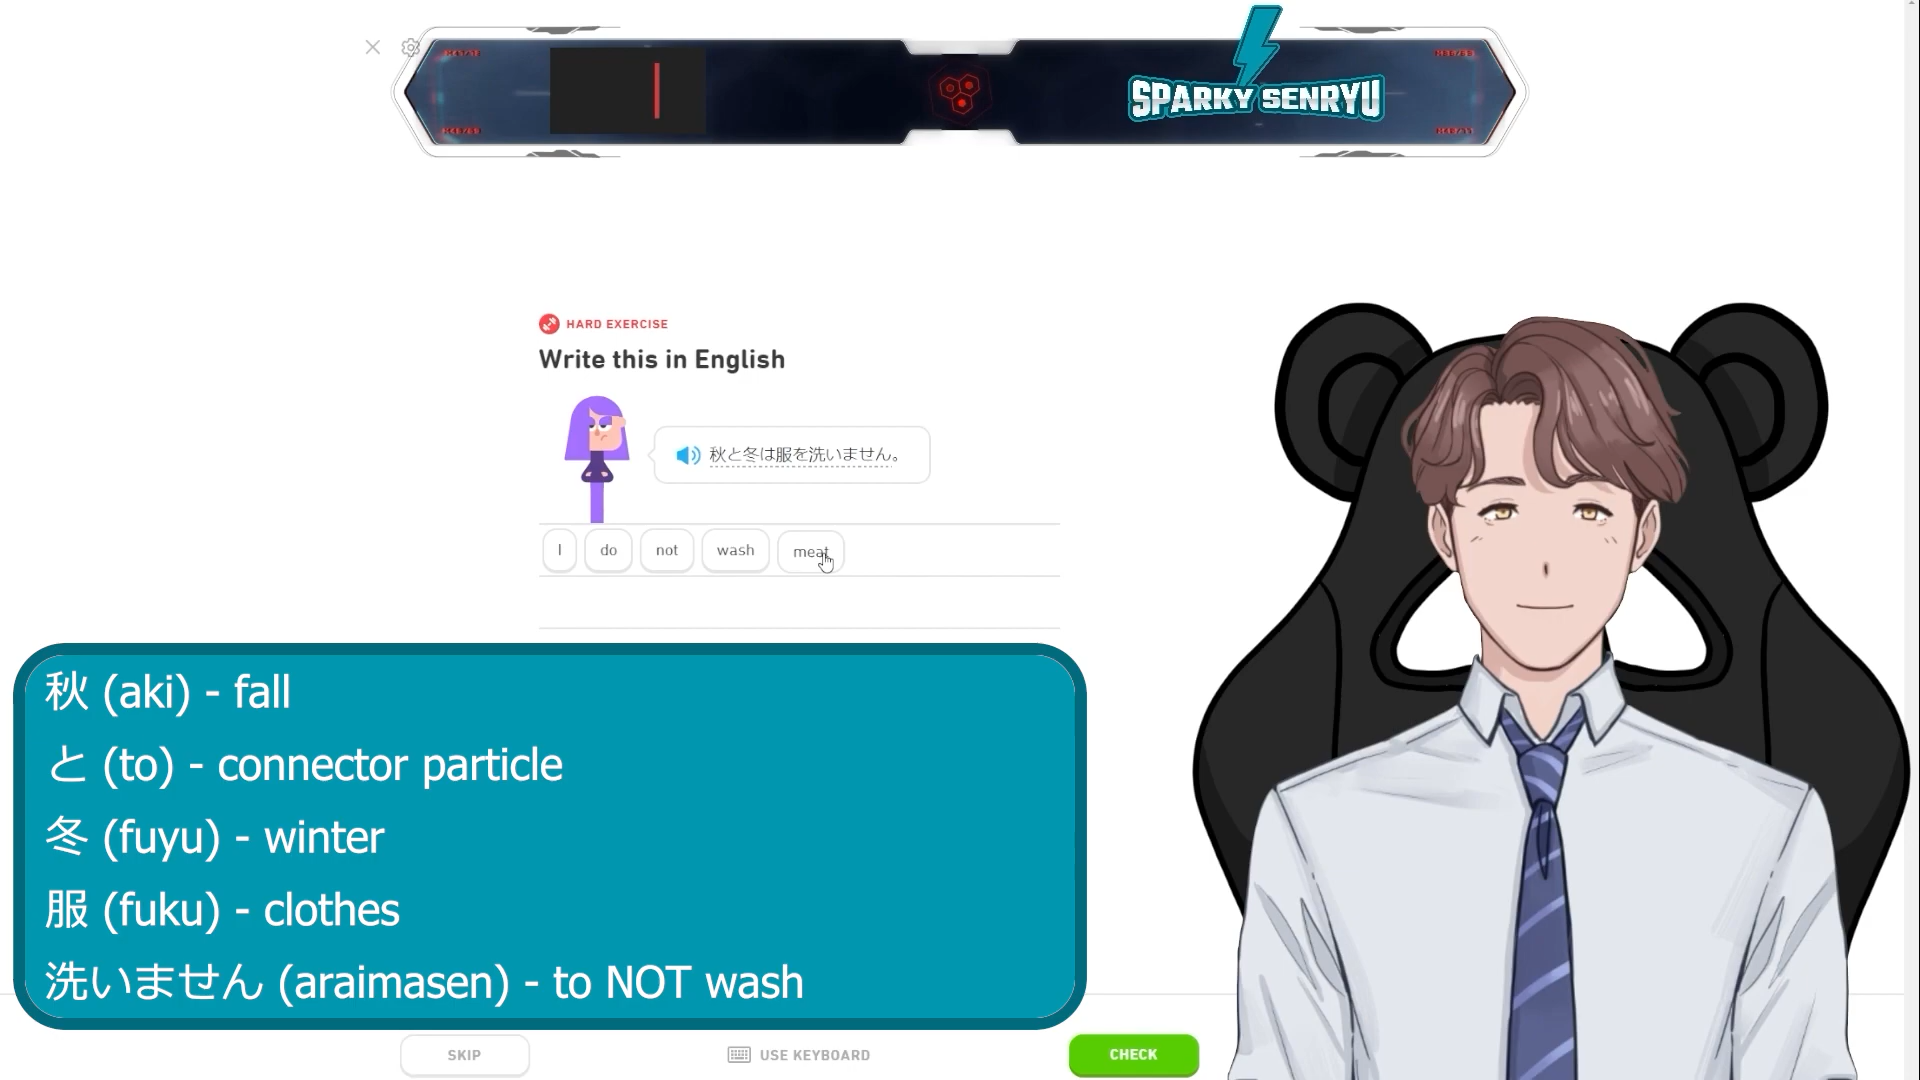 SPARKY SENRYU
HARD EXERCISE
Write this in English
秋と冬は服を洗いません。
I do not wash meat
秋 (aki) - fall
と (to) - connector particle
冬 (fuyu) - winter
服 (fuku) - clothes
洗いません (araimasen) - to NOT wash
SKIP
USE KEYBOARD
CHECK